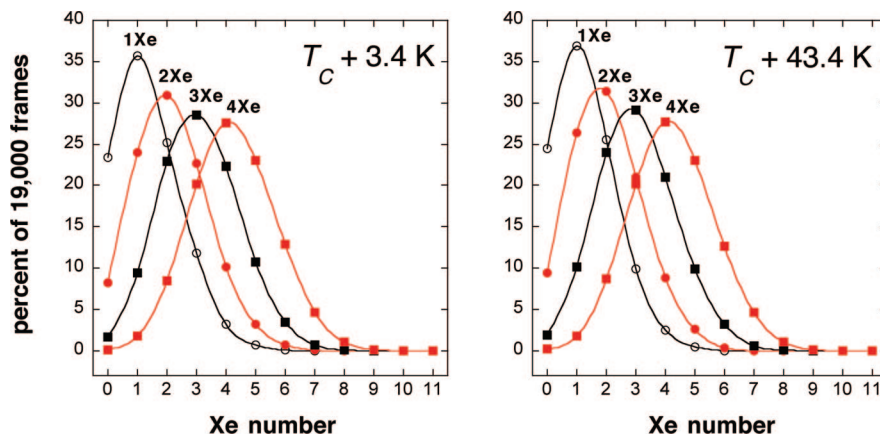 T_C + 3.4 K
1Xe
2Xe
3Xe
4Xe
percent of 19,000 frames
40
35
30
25
20
15
10
5
0
0 1 2 3 4 5 6 7 8 9 10 11
Xe number
T_C + 43.4 K
1Xe
2Xe
3Xe
4Xe
40
35
30
25
20
15
10
5
0
0 1 2 3 4 5 6 7 8 9 10 11
Xe number